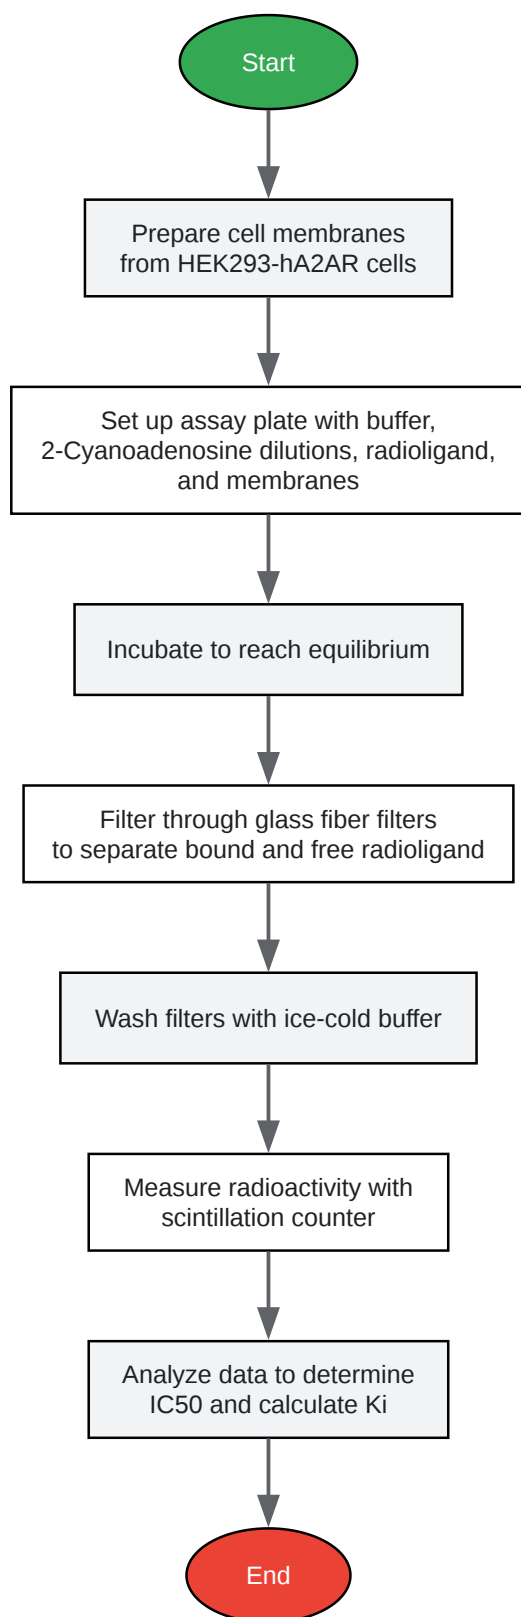 Start
Prepare cell membranes
from HEK293-hA2AR cells
Set up assay plate with buffer,
2-Cyanoadenosine dilutions, radioligand,
and membranes
Incubate to reach equilibrium
Filter through glass fiber filters
to separate bound and free radioligand
Wash filters with ice-cold buffer
Measure radioactivity with
scintillation counter
Analyze data to determine
IC50 and calculate Ki
End